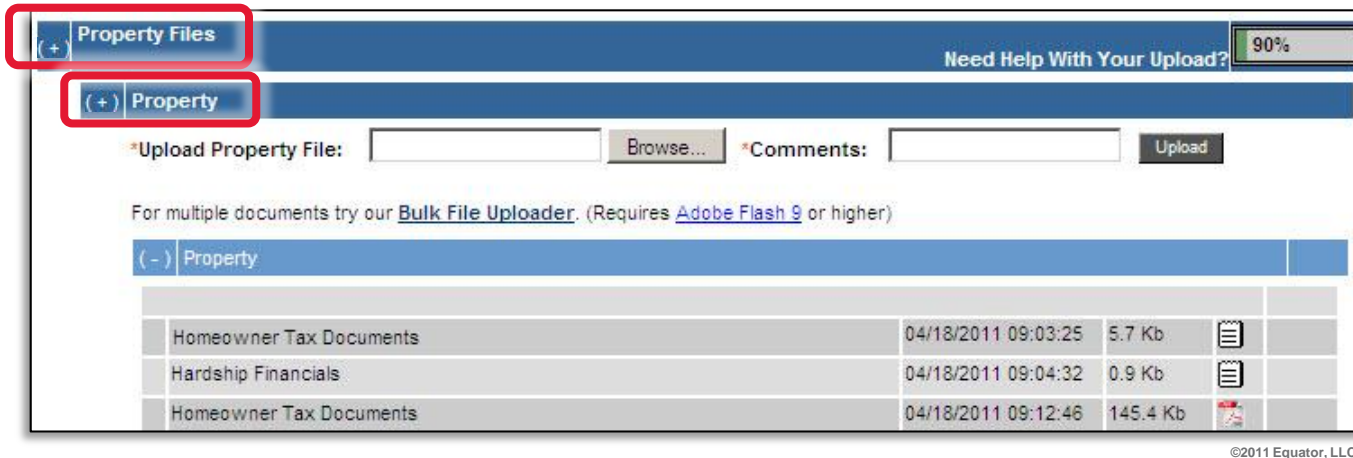 (+) Property Files
Need Help With Your Upload? 90%
(+) Property
*Upload Property File: Browse... *Comments: Upload
For multiple documents try our Bulk File Uploader. (Requires Adobe Flash 9 or higher)
(-) Property
Homeowner Tax Documents 04/18/2011 09:03:25 5.7 Kb
Hardship Financials 04/18/2011 09:04:32 0.9 Kb
Homeowner Tax Documents 04/18/2011 09:12:46 145.4 Kb
©2011 Equator, LLC